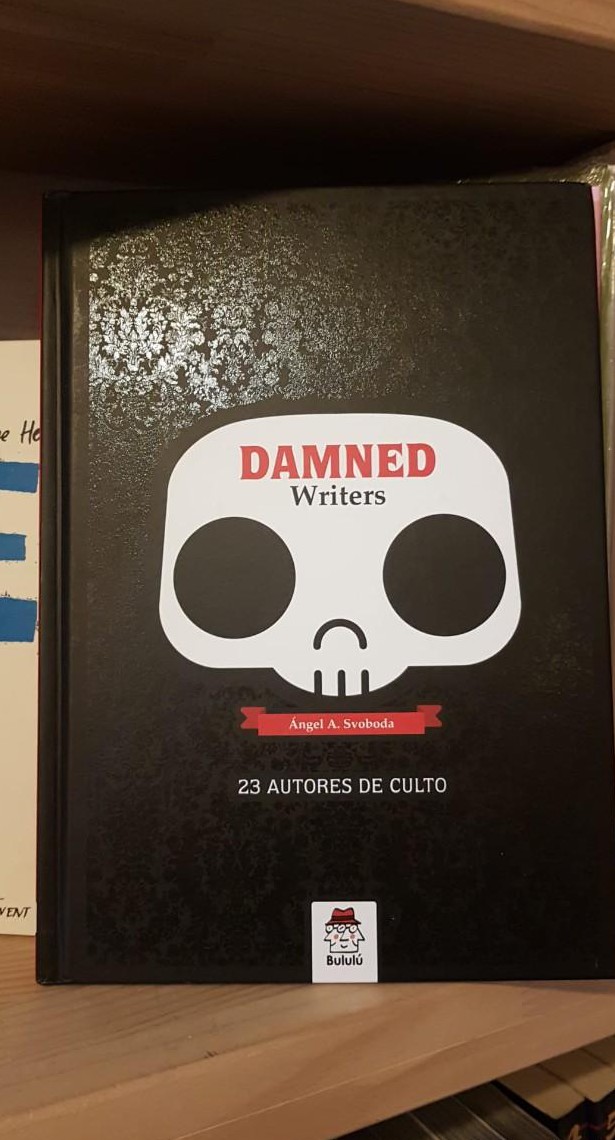 DAMNED
Writers
Ángel A. Svoboda
23 AUTORES DE CULTO
Bululú